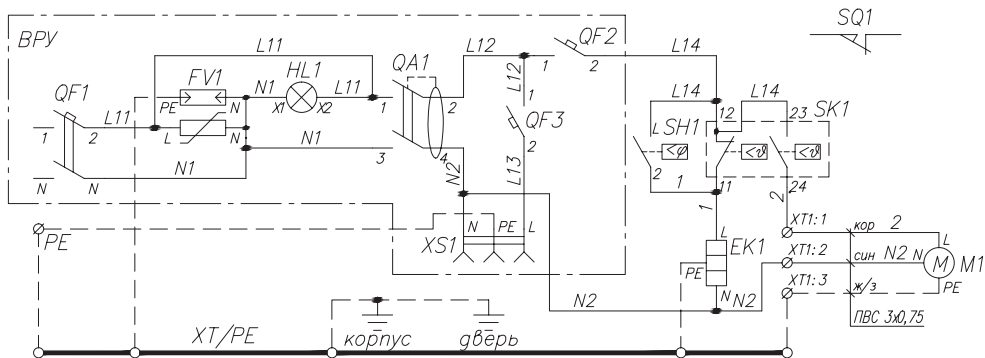 SQ1
ВРУ
QF1
1
2
N
N
L11
L11
FV1
PE
N
L
N
N1
HL1
X1
X2
L11
N1
N1
QA1
1
2
3
4
L12
L12
1
QF3
2
L13
N2
QF2
1
2
L14
L14
L14
SH1
L
2
<φ
1
12
11
1
SK1
<ϑ
<ϑ
23
24
2
XS1
N
PE
L
PE
EK1
L
PE
N
N2
N2
XT1:1
XT1:2
XT1:3
кор
2
син
N2
ж/з
ПВС 3х0,75
L
N
PE
M
M1
XT/PE
корпус
дверь